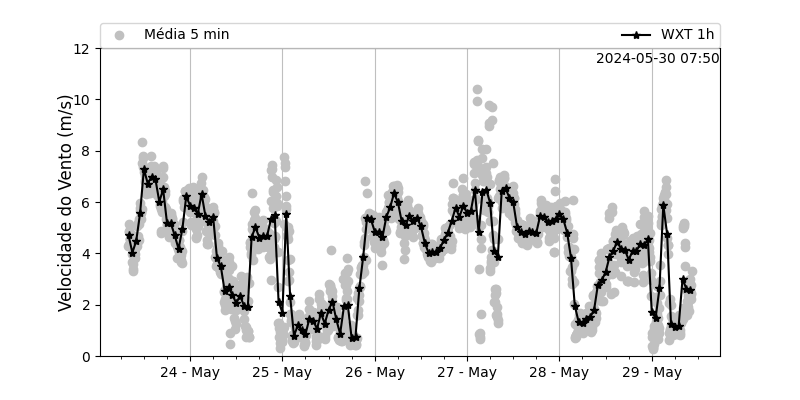 Média 5 min
WXT 1h
2024-05-30 07:50
Velocidade do Vento (m/s)
12
10
8
6
4
2
0
24 - May
25 - May
26 - May
27 - May
28 - May
29 - May